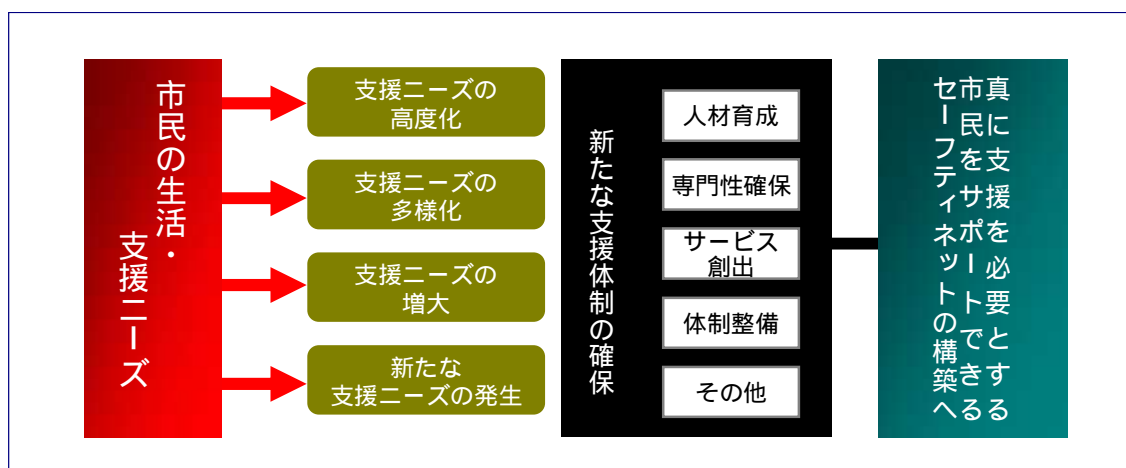 市民の生活・
支援ニーズ
支援ニーズの
高度化
支援ニーズの
多様化
支援ニーズの
増大
新たな
支援ニーズの発生
新たな支援体制の確保
人材育成
専門性確保
サービス
創出
体制整備
その他
真に支援を必要とする
市民をサポートできる
セーフティネットの構築へ